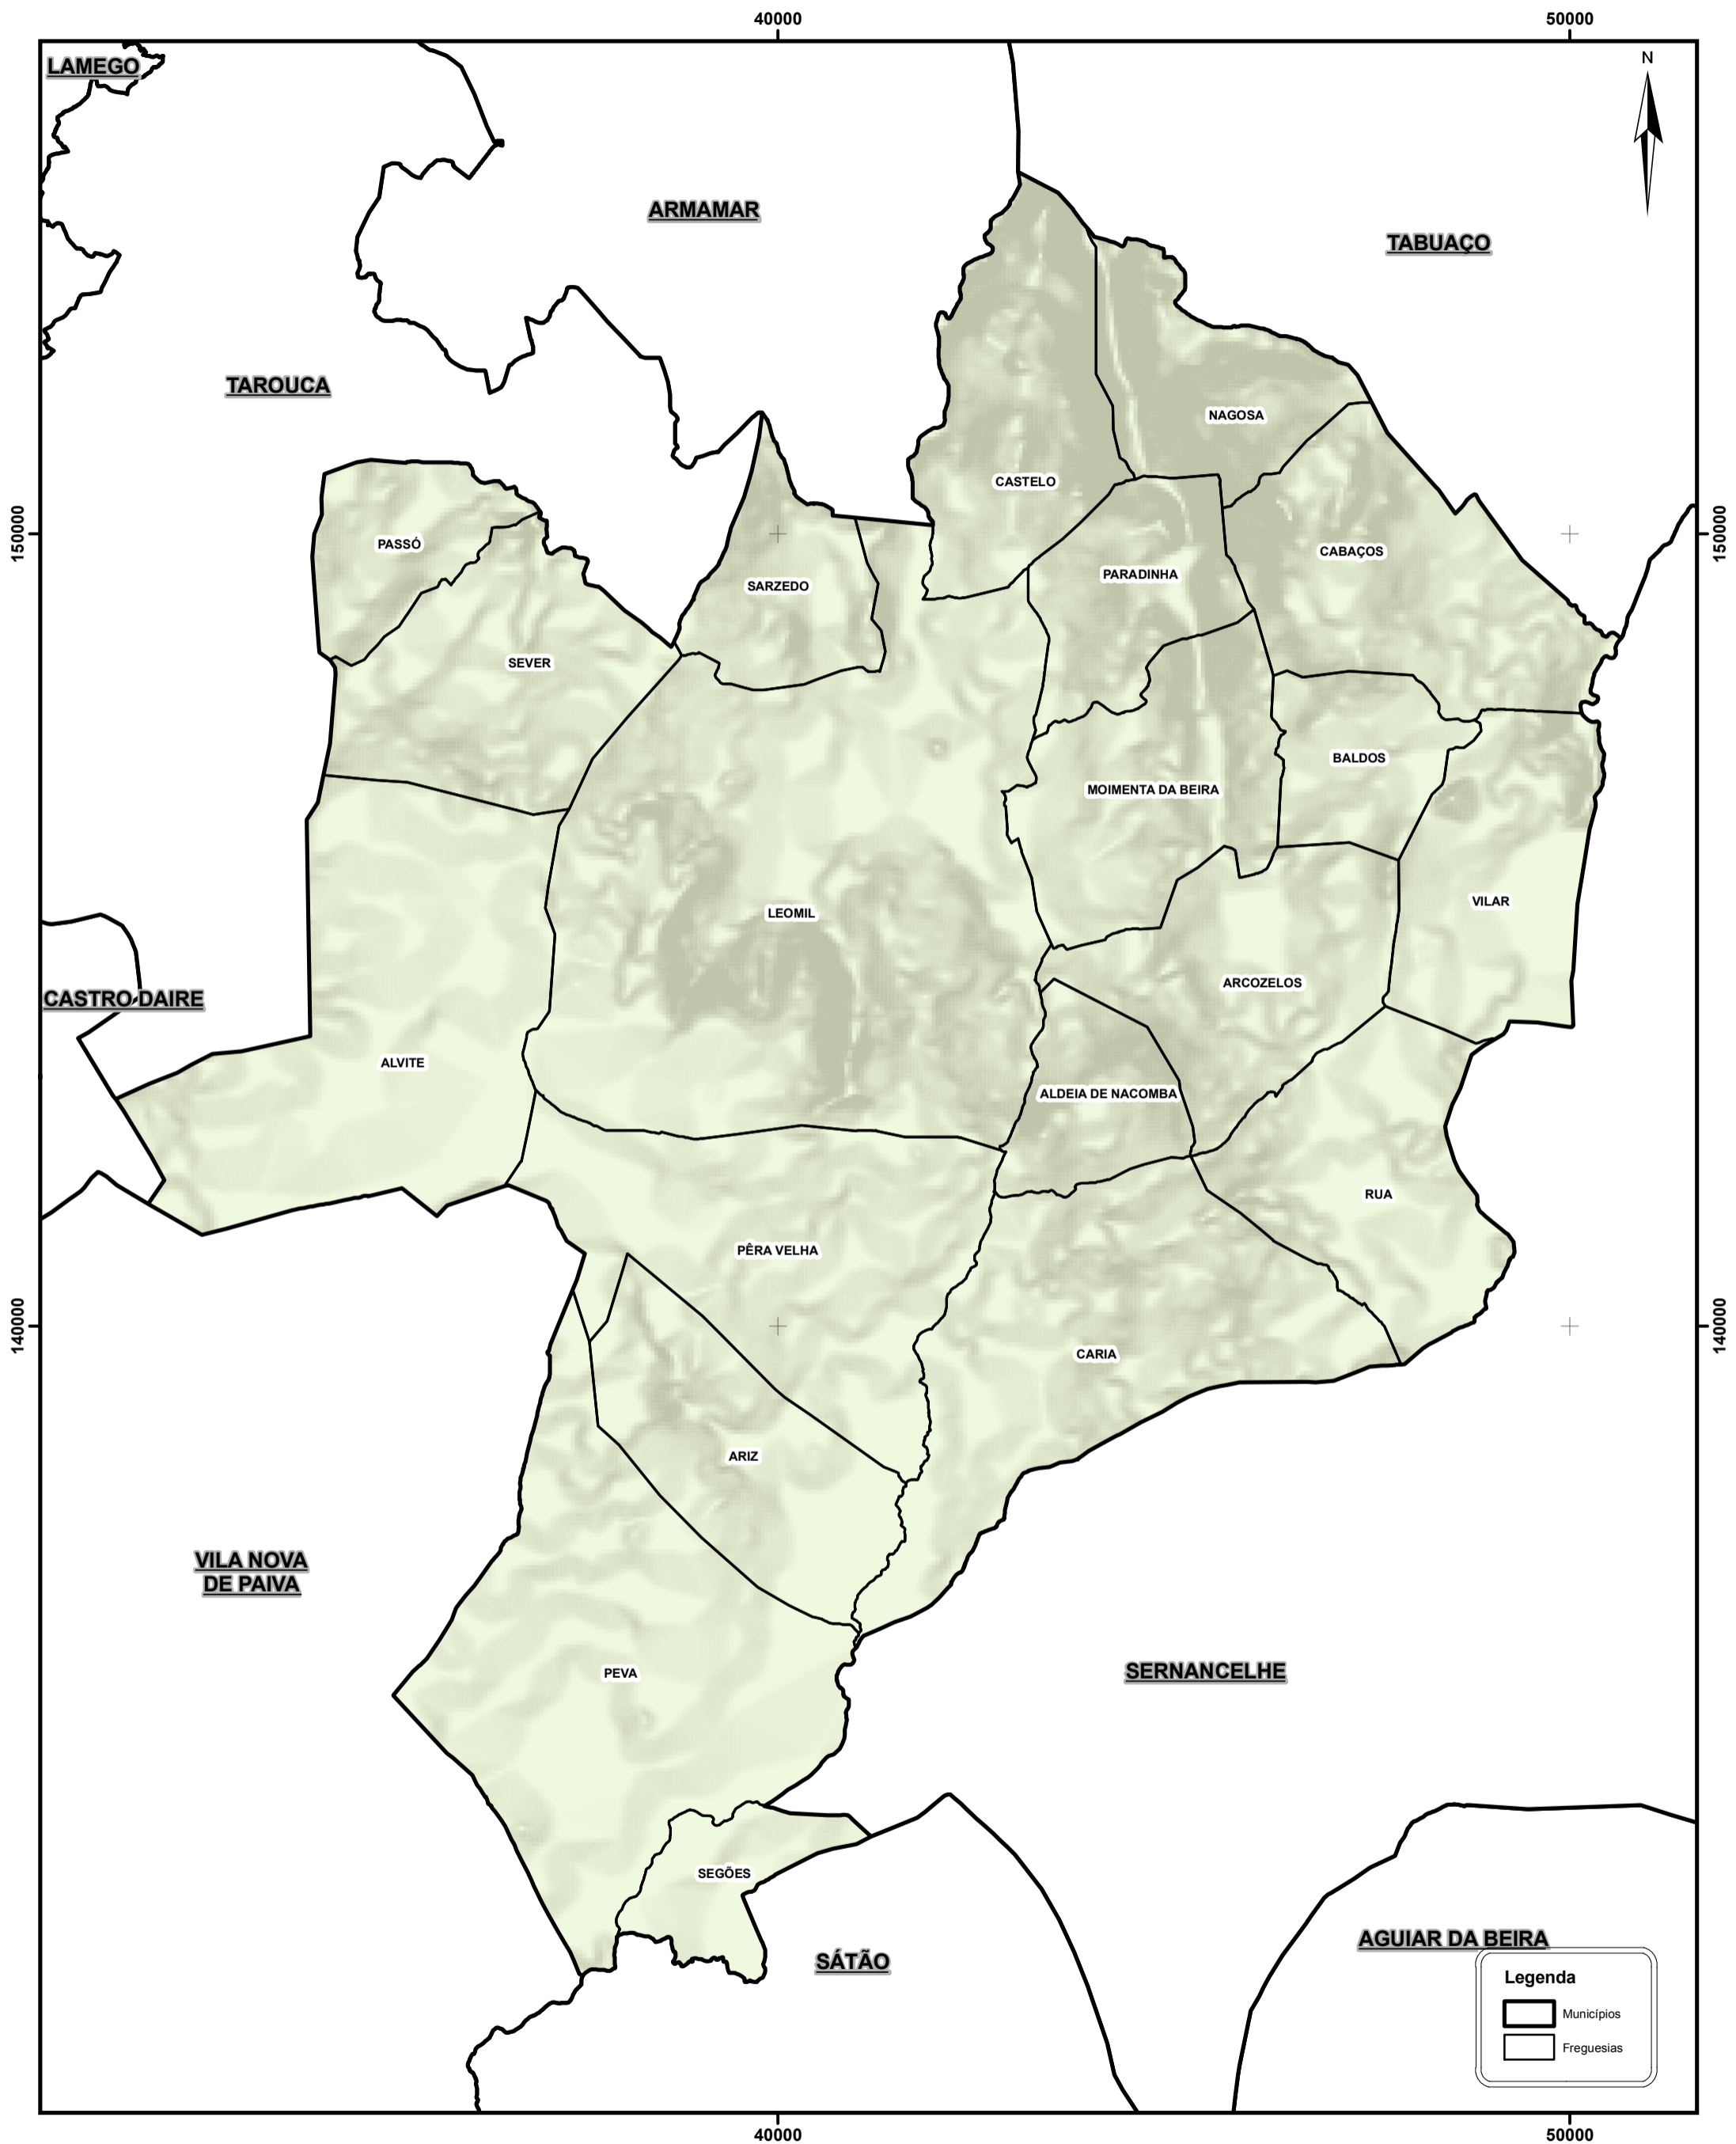 40000
50000
LAMEGO
N
ARMAMAR
TABUAÇO
TAROUCA
NAGOSA
CASTELO
150000
150000
PASSÓ
CABAÇOS
PARADINHA
SARZEDO
SEVER
BALDOS
MOIMENTA DA BEIRA
VILAR
LEOMIL
ARCOZELOS
CASTRO DAIRE
ALVITE
ALDEIA DE NACOMBA
RUA
PÊRA VELHA
140000
140000
CARIA
ARIZ
VILA NOVA
DE PAIVA
PEVA
SERNANCELHE
SEGÕES
AGUIAR DA BEIRA
SÁTÃO
Legenda
Municípios
Freguesias
40000
50000